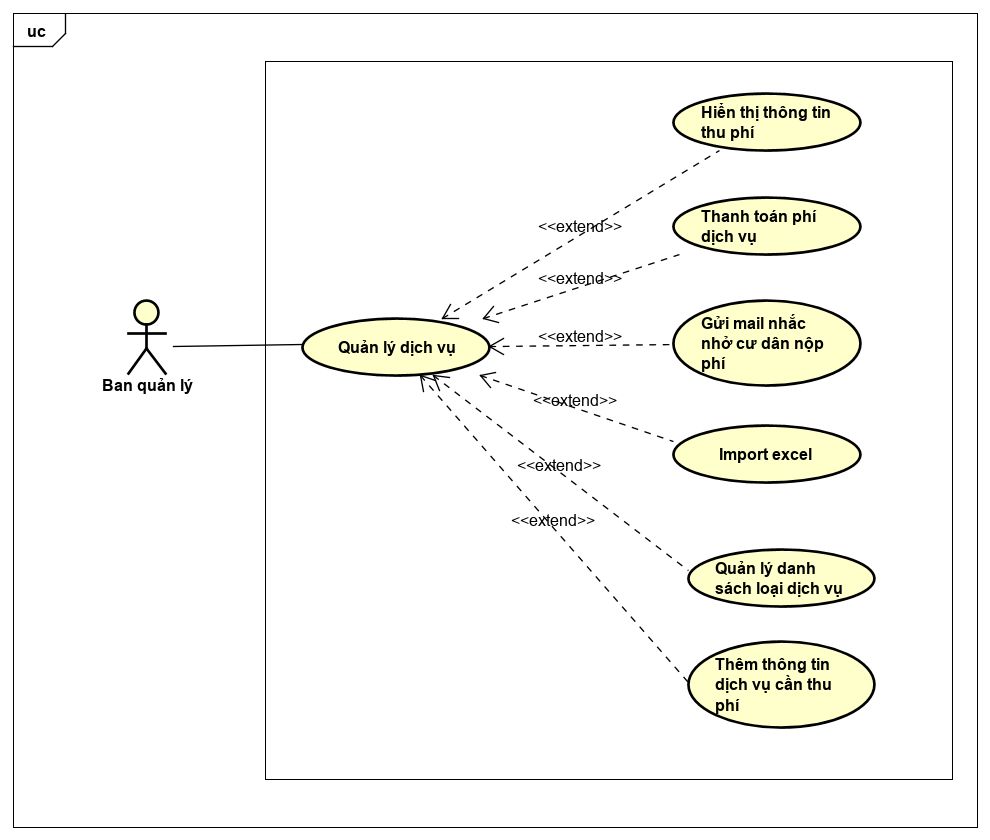 uc
Hiển thị thông tin
thu phí
Thanh toán phí
dịch vụ
<<extend>>
<<extend>>
Gửi mail nhắc
nhở cư dân nộp
phí
<<extend>>
Quản lý dịch vụ
Ban quản lý
<<extend>>
Import excel
<<extend>>
<<extend>>
Quản lý danh
sách loại dịch vụ
Thêm thông tin
dịch vụ cần thu
phí